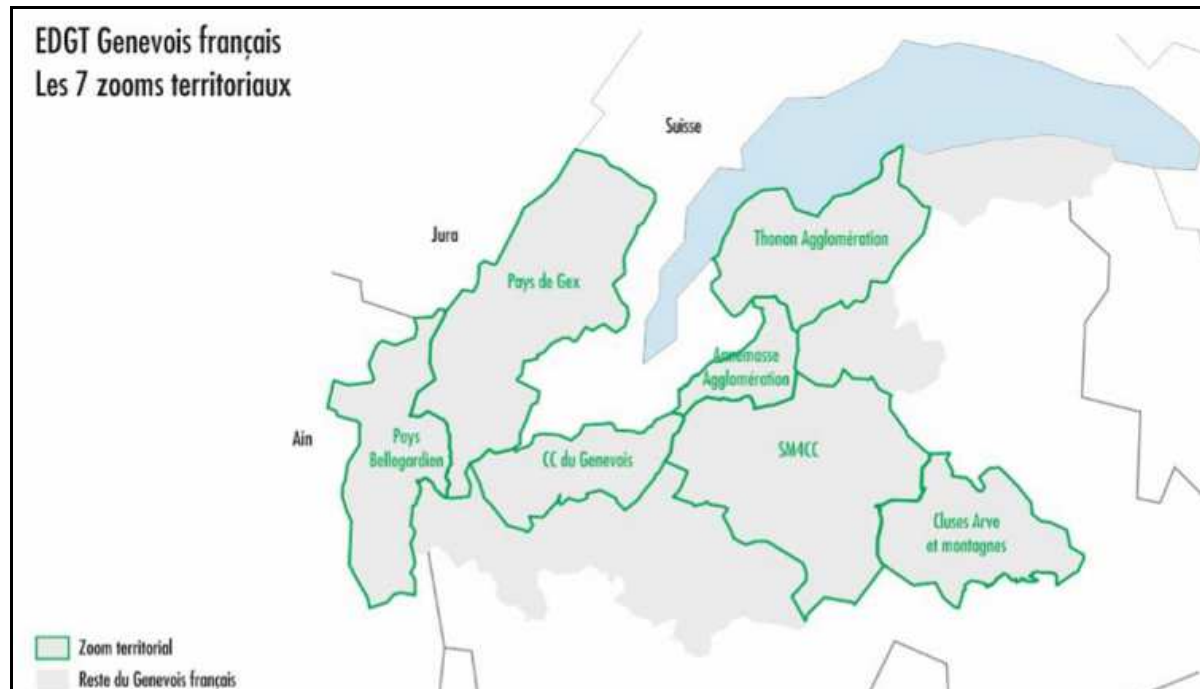 EDGT Genevois français
Les 7 zooms territoriaux
Suisse
Jura
Thonon Agglomération
Pays de Gex
Annemasse
Agglomération
Ain
Pays
Bellegardien
CC du Genevois
SM4CC
Cluses Arve
et montagnes
Zoom territorial
Reste du Genevois français